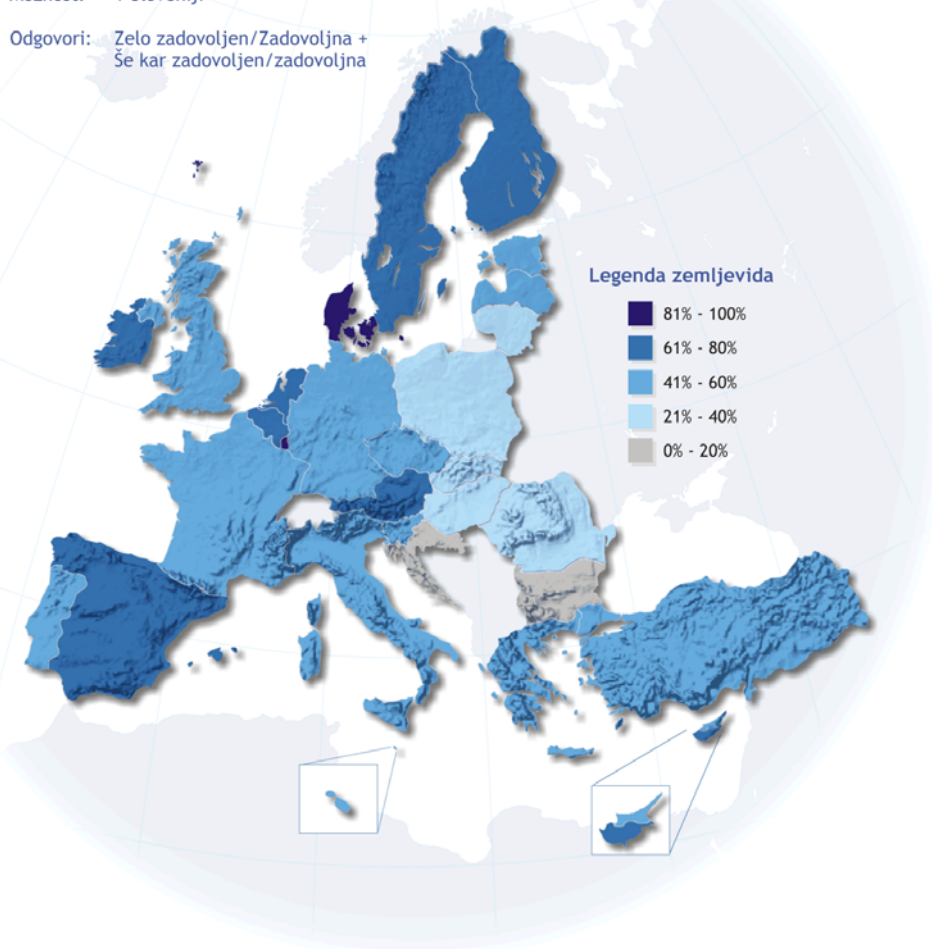 Odgovori: Zelo zadovoljen/Zadovoljna +
Še kar zadovoljen/zadovoljna
Legenda zemljevida
81% - 100%
61% - 80%
41% - 60%
21% - 40%
0% - 20%